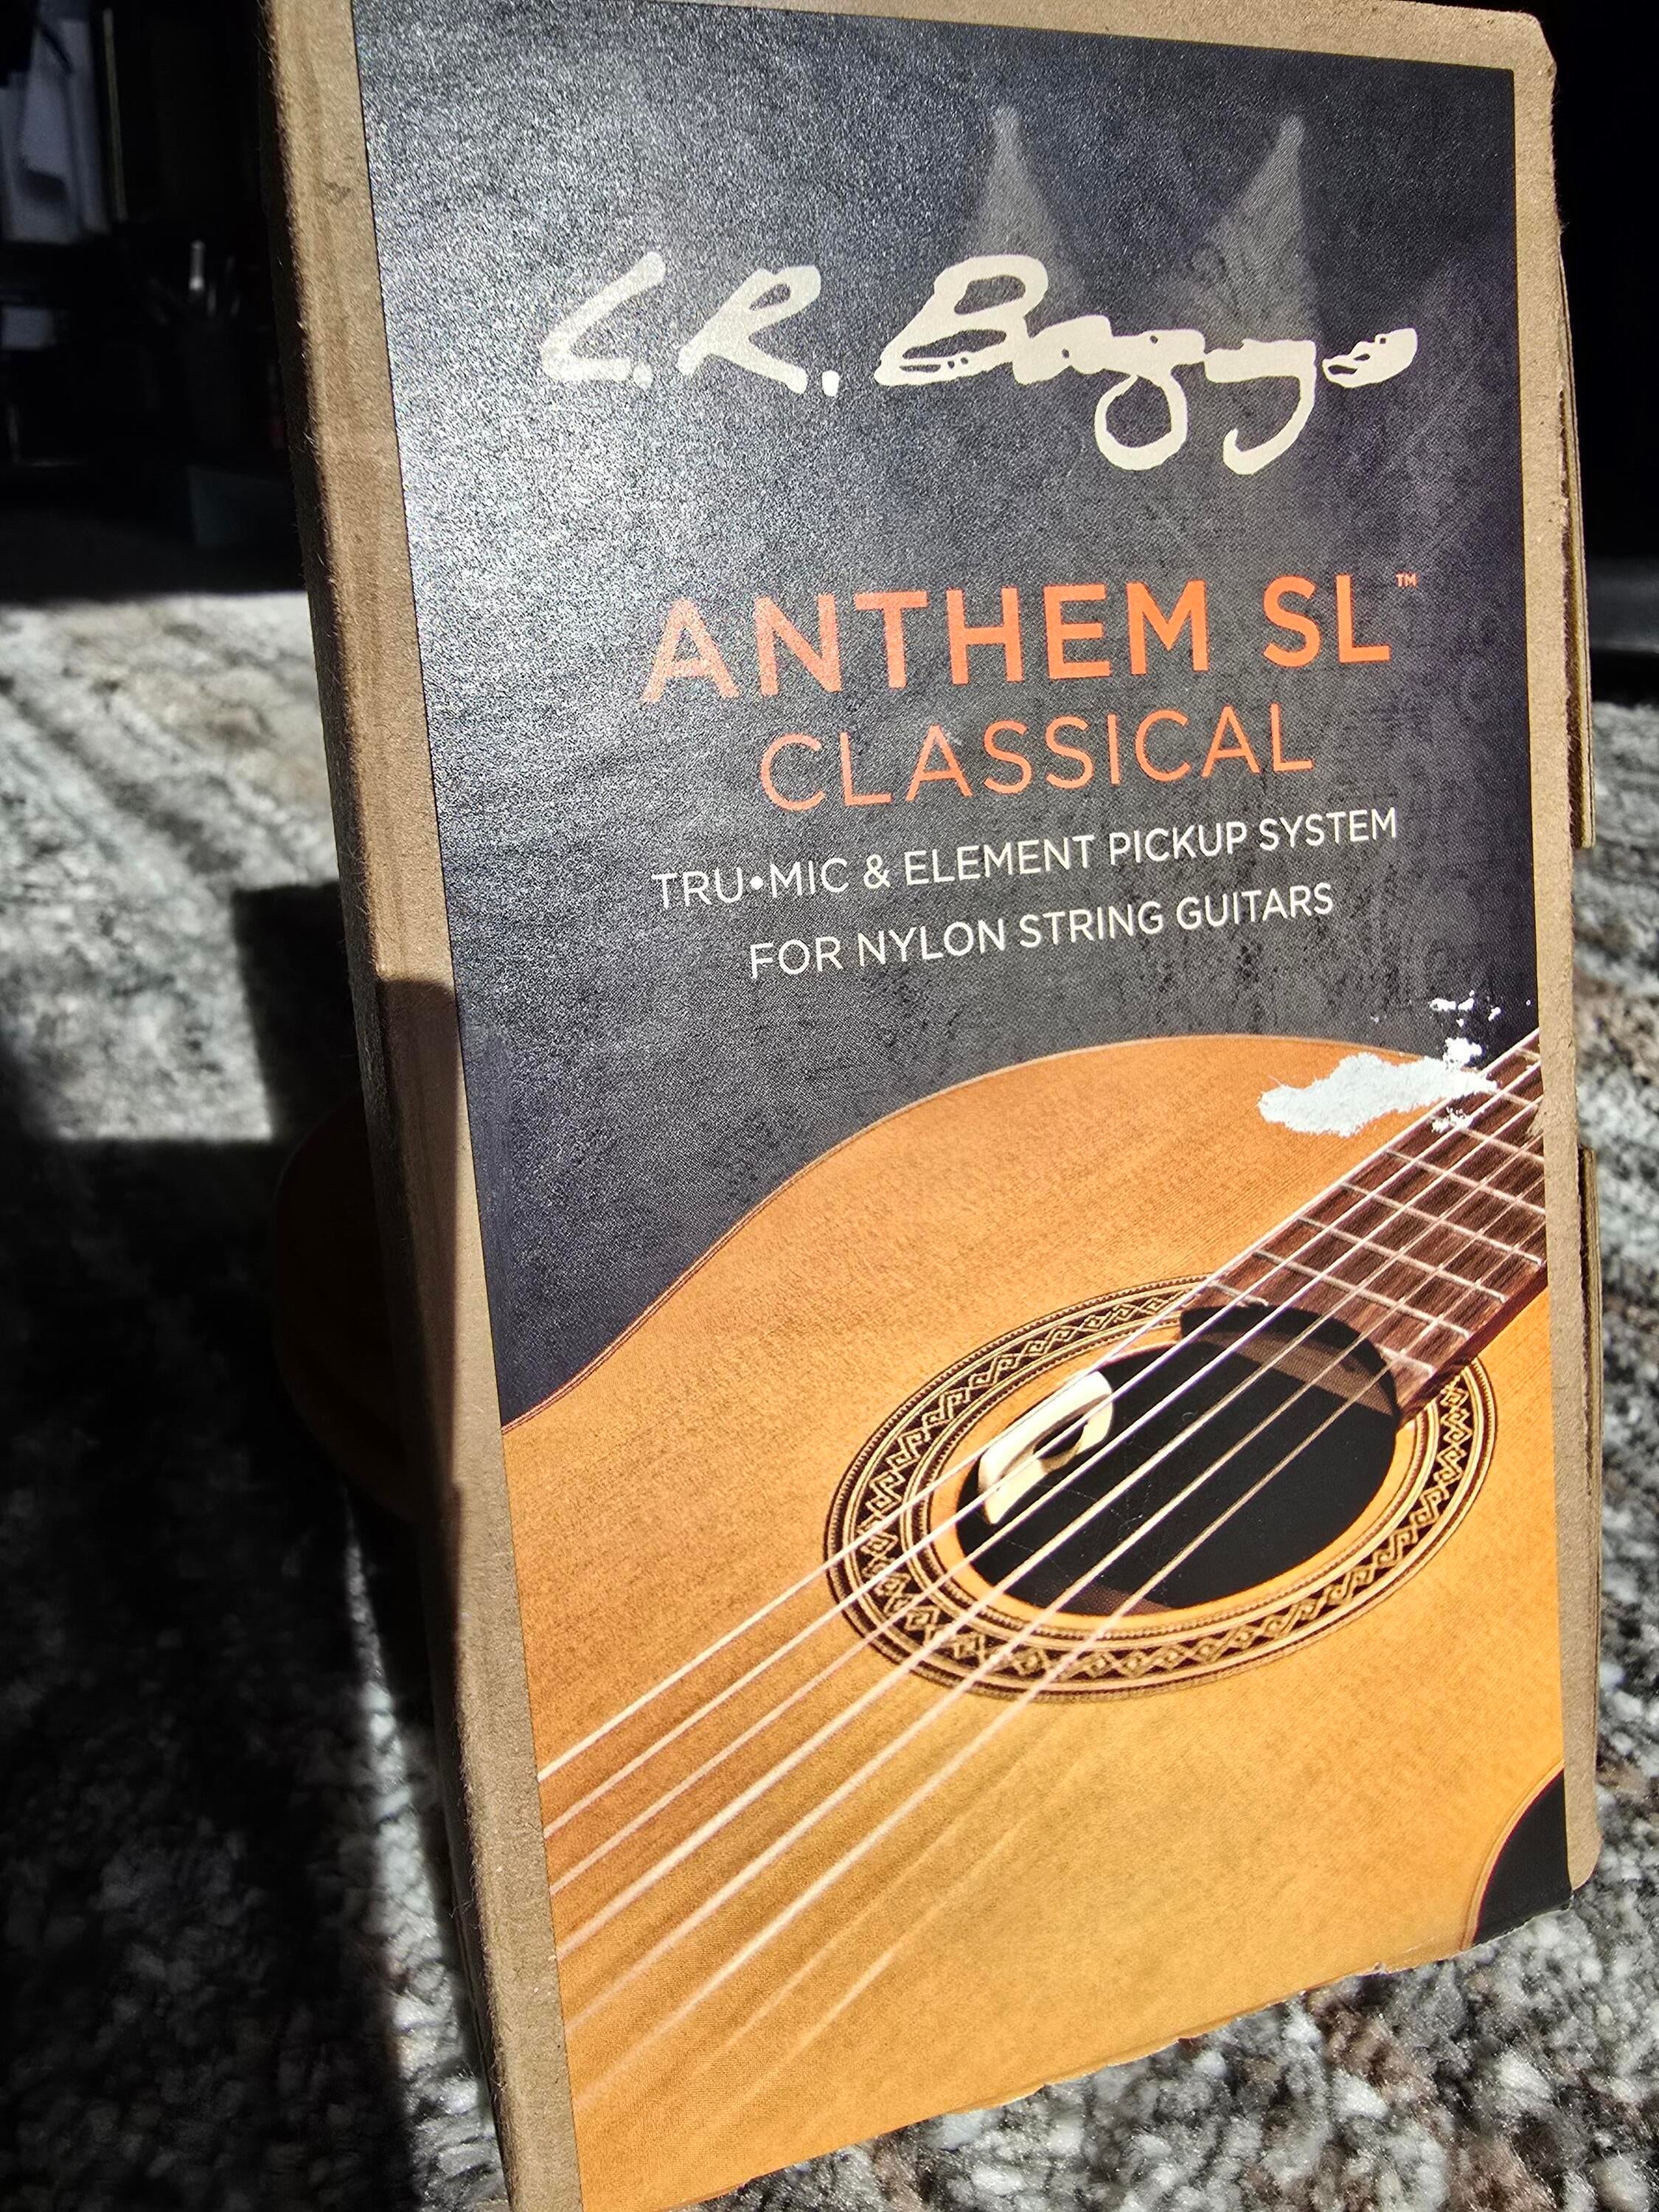 L.R. Baggs
ANTHEM SL™
CLASSICAL
TRU•MIC & ELEMENT PICKUP SYSTEM
FOR NYLON STRING GUITARS